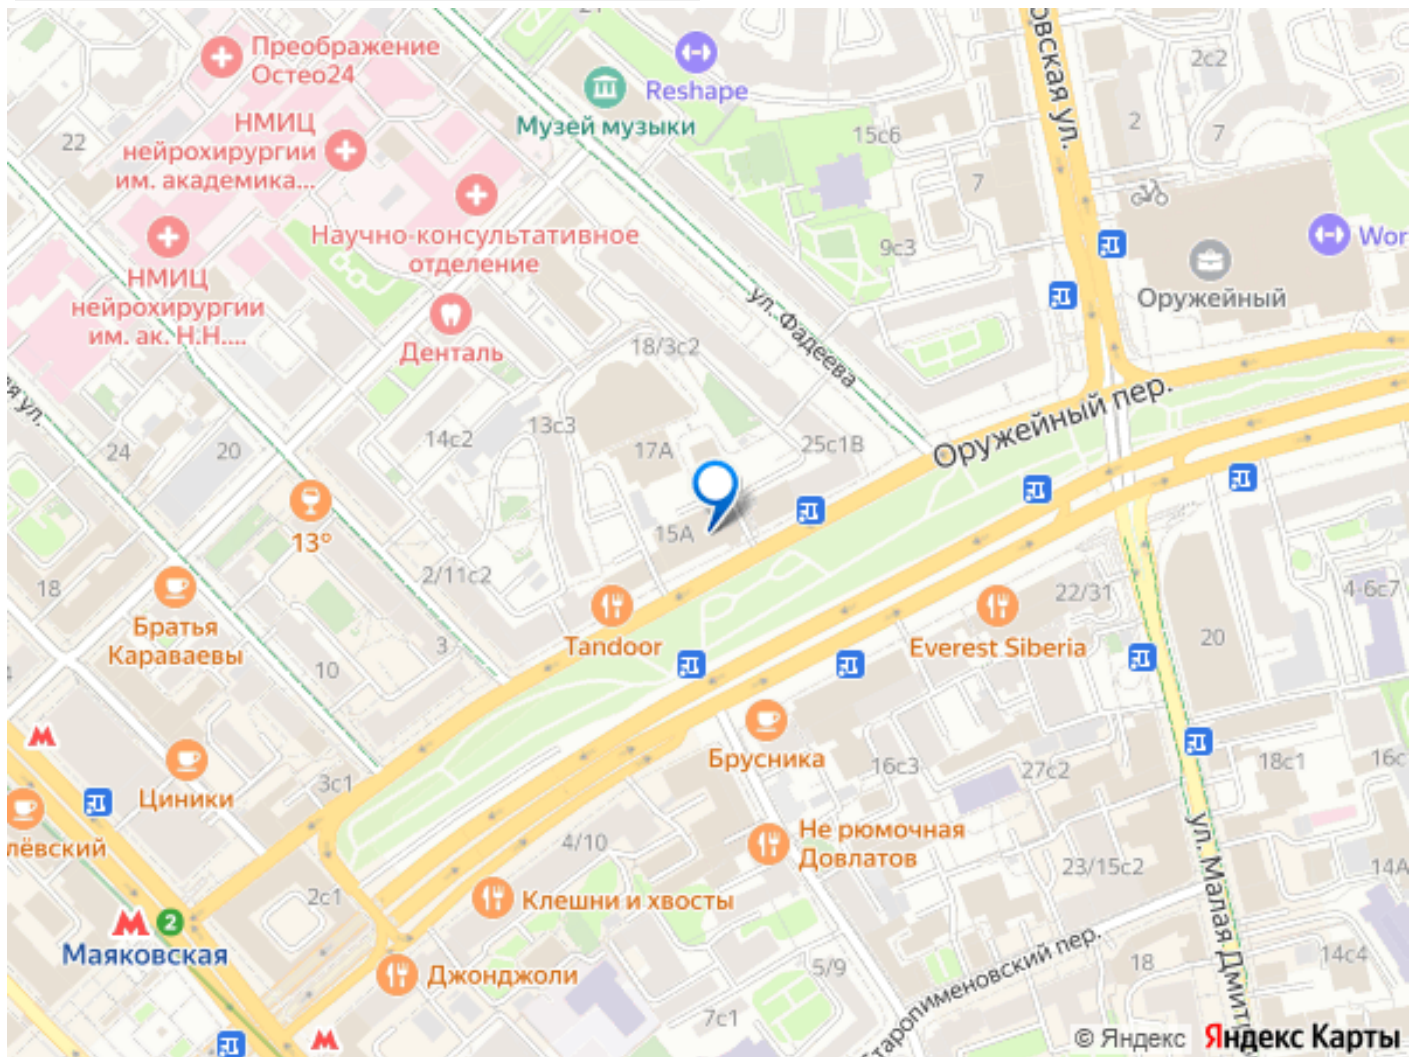 Преображение
Остео24
Reshape
Музей музыки
НМИЦ
нейрохирургии
им. академика...
22
НМИЦ
нейрохирургии
им. ак. Н.Н....
Научно-консультативное
отделение
Денталь
15с6
7
9с3
2с2
2
7
Wor
Оружейный
овская ул.
ул. Фадеева
18/3с2
13с3
14с2
17А
25с1В
Оружейный пер.
ая ул.
24
20
13°
15А
2/11с2
18
Братья
Караваевы
3
10
Tandoor
22/31
Everest Siberia
20
4-6с7
Брусника
16с3
27с2
18с1
16с
Циники
3с1
лёвский
4/10
Не рюмочная
Довлатов
23/15с2
14А
2с1
Клешни и хвосты
2
Маяковская
Джонджоли
5/9
7с1
Старопименовский пер.
18
14с4
ул. Малая Дмит
© Яндекс Яндекс Карты